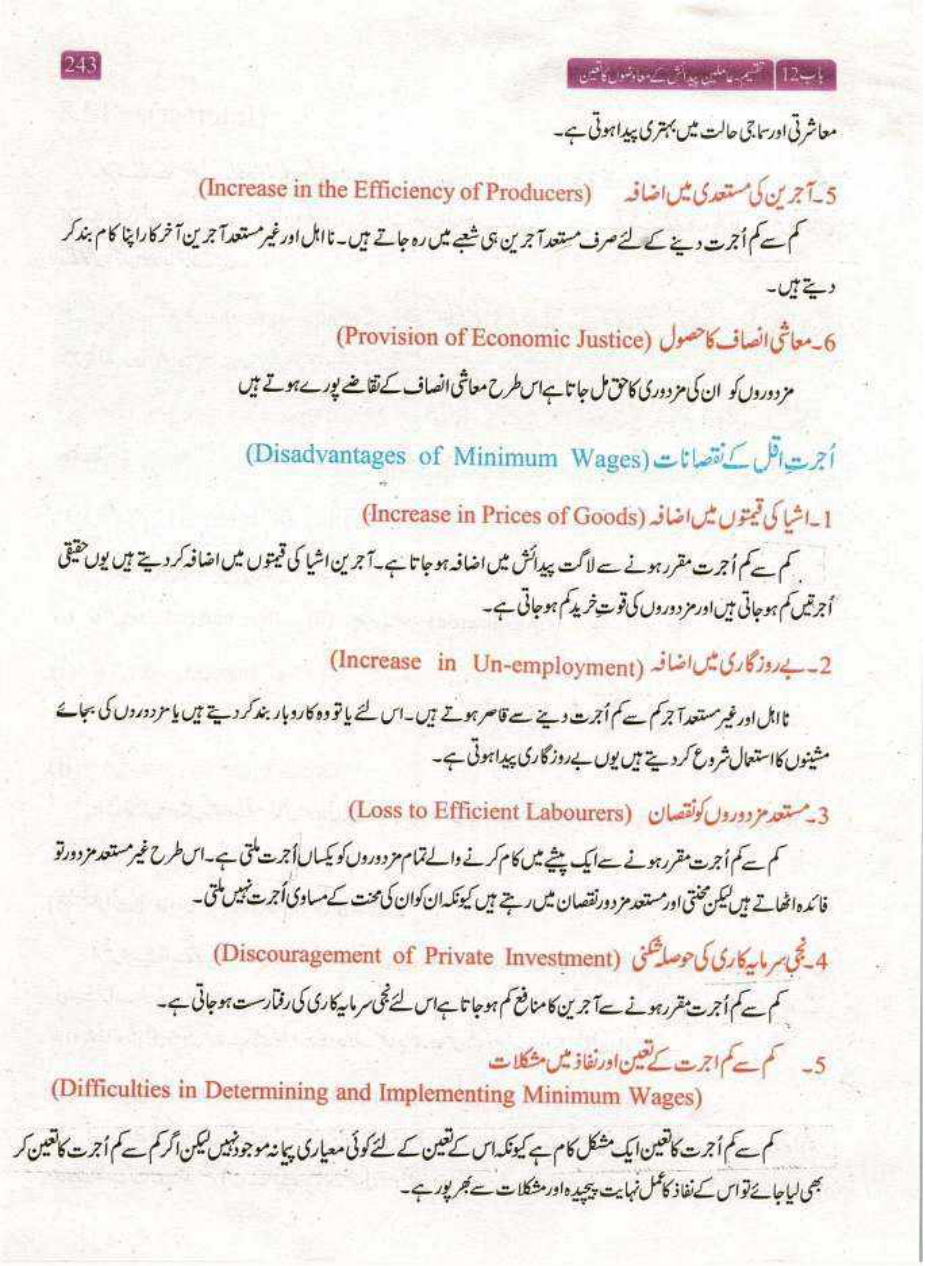 باب 12 تقسیم۔ عاملین پیدائش کے معاوضوں کا تعین
243
معاشرتی اور سماجی حالت میں بہتری پیدا ہوتی ہے۔
5۔ آجرین کی مستعدی میں اضافہ (Increase in the Efficiency of Producers)
کم سے کم اُجرت دینے کے لئے صرف مستعد آجرین ہی شعبے میں رہ جاتے ہیں۔ نااہل اور غیر مستعد آجرین آخر کار اپنا کام بند کر
دیتے ہیں۔
6۔ معاشی انصاف کا حصول (Provision of Economic Justice)
مزدوروں کو ان کی مزدوری کا حق مل جاتا ہے اس طرح معاشی انصاف کے تقاضے پورے ہوتے ہیں
اُجرتِ اقل کے نقصانات (Disadvantages of Minimum Wages)
1۔ اشیا کی قیمتوں میں اضافہ (Increase in Prices of Goods)
کم سے کم اُجرت مقرر ہونے سے لاگت پیدائش میں اضافہ ہو جاتا ہے۔ آجرین اشیا کی قیمتوں میں اضافہ کر دیتے ہیں یوں حقیقی
اُجرتیں کم ہو جاتی ہیں اور مزدوروں کی قوتِ خرید کم ہو جاتی ہے۔
2۔ بے روزگاری میں اضافہ (Increase in Un-employment)
نااہل اور غیر مستعد آجر کم سے کم اُجرت دینے سے قاصر ہوتے ہیں۔ اس لئے یا تو وہ کاروبار بند کر دیتے ہیں یا مزدوردں کی بجائے
مشینوں کا استعمال شروع کر دیتے ہیں یوں بے روزگاری پیدا ہوتی ہے۔
3۔ مستعد مزدوروں کو نقصان (Loss to Efficient Labourers)
کم سے کم اُجرت مقرر ہونے سے ایک پیشے میں کام کرنے والے تمام مزدوروں کو یکساں اُجرت ملتی ہے۔ اس طرح غیر مستعد مزدور تو
فائدہ اٹھاتے ہیں لیکن محنتی اور مستعد مزدور نقصان میں رہتے ہیں کیونکہ ان کو ان کی محنت کے مساوی اُجرت نہیں ملتی۔
4۔ نجی سرمایہ کاری کی حوصلہ شکنی (Discouragement of Private Investment)
کم سے کم اُجرت مقرر ہونے سے آجرین کا منافع کم ہو جاتا ہے اس لئے نجی سرمایہ کاری کی رفتار سست ہو جاتی ہے۔
5۔ کم سے کم اجرت کے تعین اور نفاذ میں مشکلات
(Difficulties in Determining and Implementing Minimum Wages)
کم سے کم اُجرت کا تعین ایک مشکل کام ہے کیونکہ اس کے تعین کے لئے کوئی معیاری پیمانہ موجود نہیں لیکن اگر کم سے کم اُجرت کا تعین کر
بھی لیا جائے تو اس کے نفاذ کا عمل نہایت پیچیدہ اور مشکلات سے بھرپور ہے۔